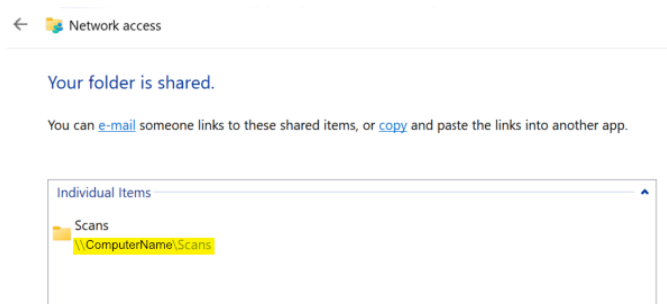 Network access
Your folder is shared.
You can e-mail someone links to these shared items, or copy and paste the links into another app.
Individual Items
Scans
\\ComputerName\Scans